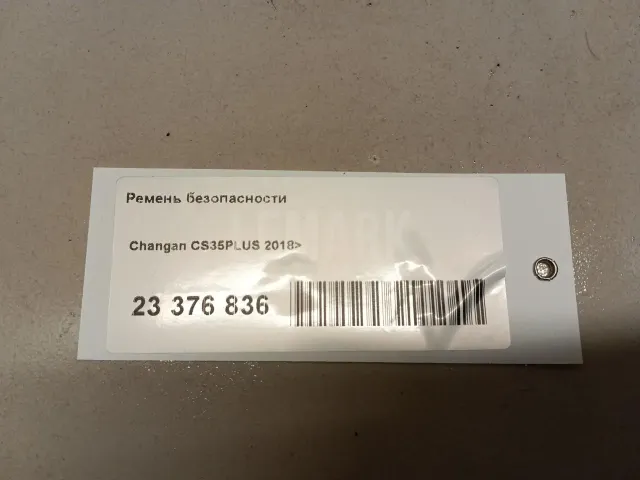 Ремень безопасности
Changan CS35PLUS 2018>
23 376 836